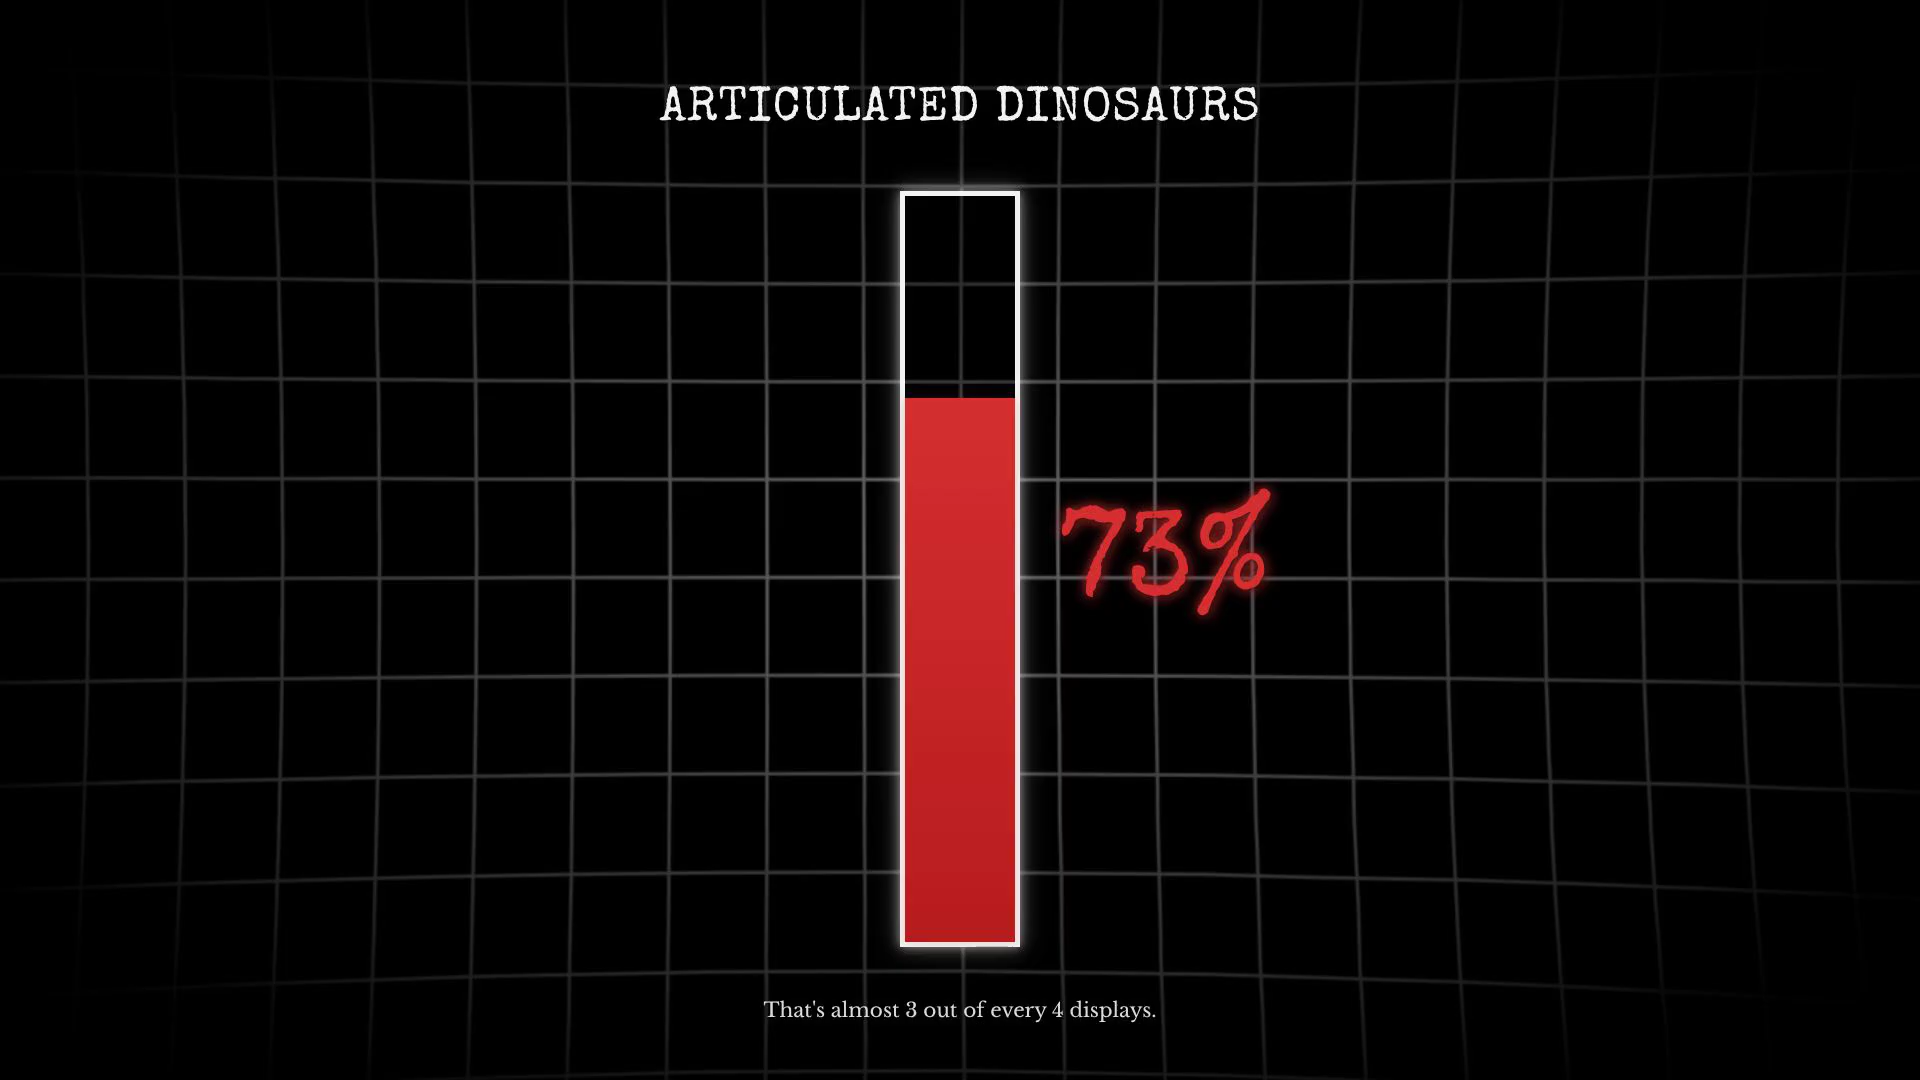 ARTICULATED DINOSAURS
73%
That's almost 3 out of every 4 displays.